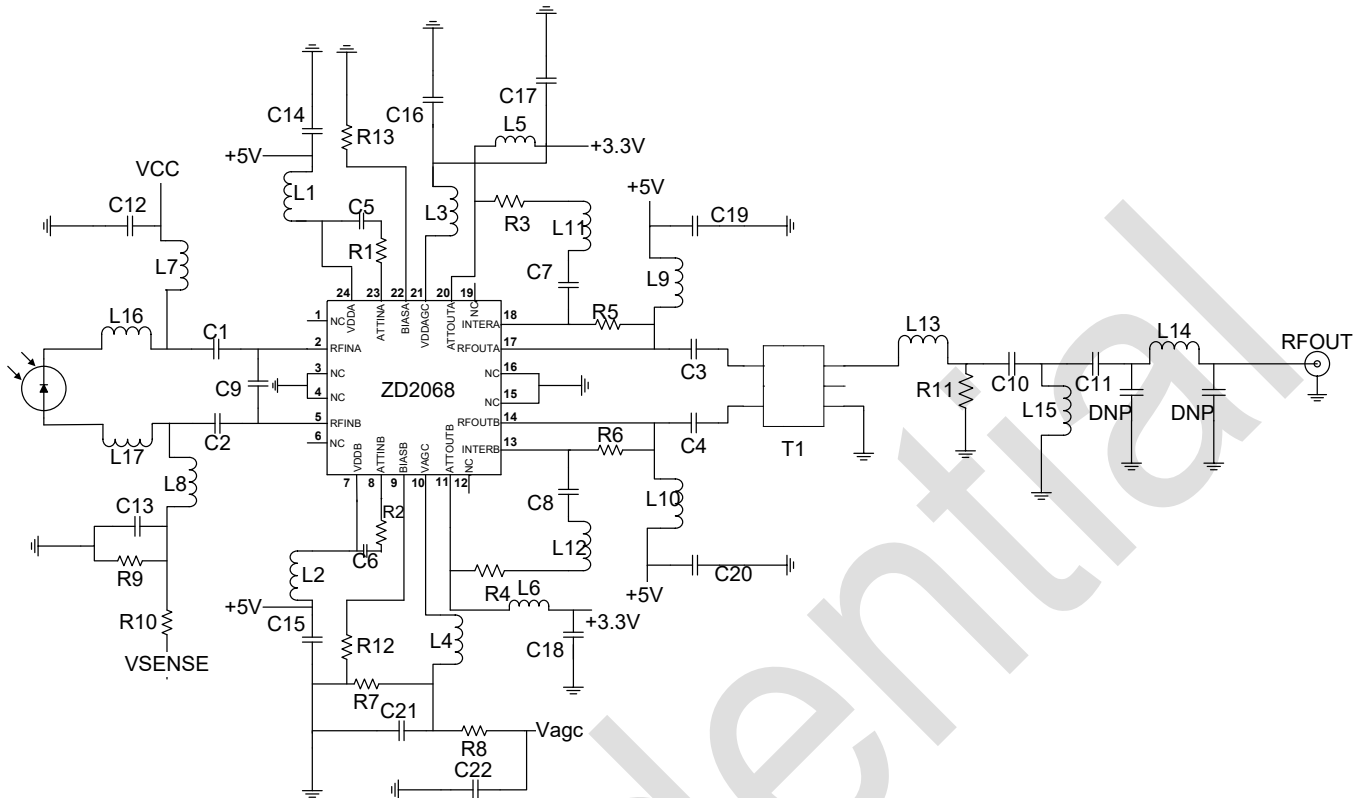 C17
C14
C16
R13
L5
+5V
+3.3V
VCC
+5V
C12
L1
C5
L3
C19
R3
L11
R1
L7
C7
L9
24
23
22
21
20
19
VDDA
ATTINA
BIASA
VDDAGC
ATTOUTA
NC
L16
C1
1
NC
INTERA
18
R5
L13
L14
RFOUT
2
RFINA
RFOUTA
17
C3
3
NC
NC
16
C9
ZD2068
R11
C10
C11
4
NC
NC
15
L15
DNP
DNP
5
RFINB
RFOUTB
14
C2
C4
T1
6
NC
INTERB
13
R6
L17
VDDB
ATTINB
BIASB
VAGC
ATTOUTB
NC
7
8
9
10
11
12
L8
C8
L10
C13
R2
L12
C6
R9
L2
R4
L6
C20
+5V
+5V
R10
C15
+3.3V
R12
L4
C18
VSENSE
R7
C21
Vagc
R8
C22
dential